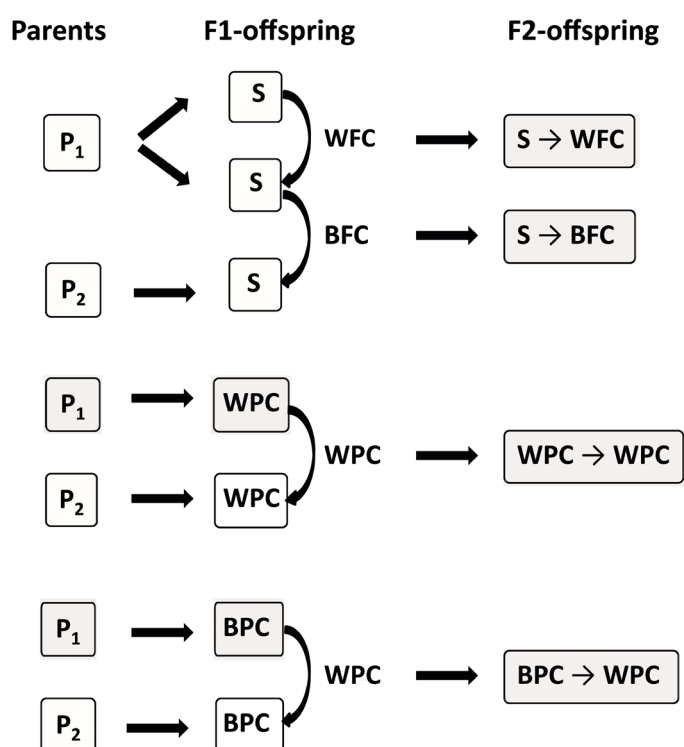 Parents F1-offspring F2-offspring
S
P1 WFC S → WFC
S
BFC S → BFC
P2 S
P1 WPC
WPC WPC → WPC
P2 WPC
P1 BPC
WPC BPC → WPC
P2 BPC